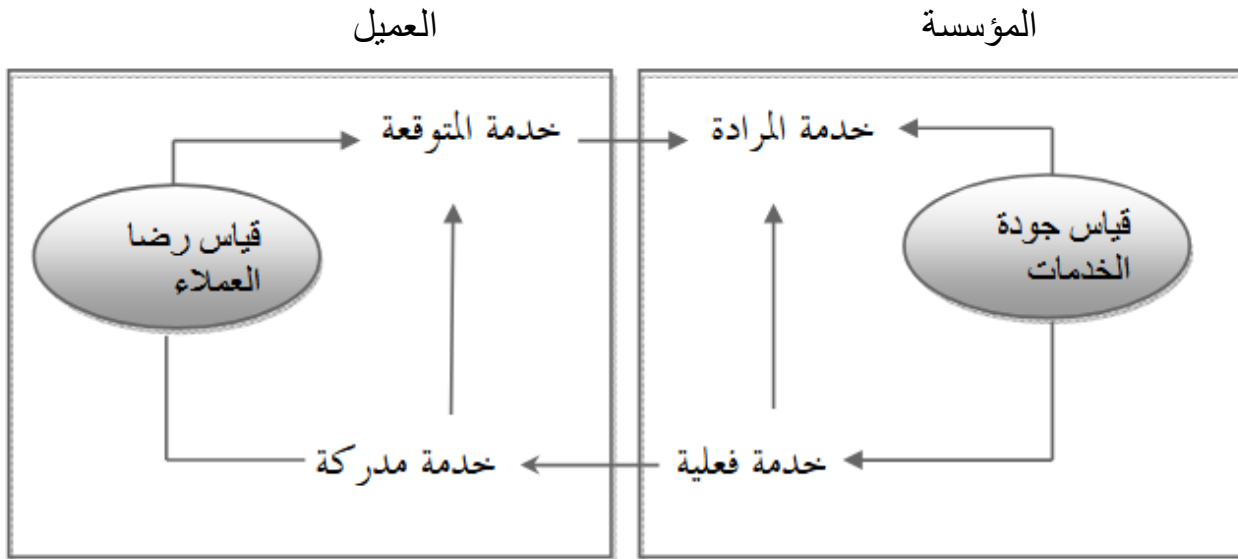 المؤسسة
العميل
خدمة المرادة
خدمة المتوقعة
قياس جودة
الخدمات
قياس رضا
العملاء
خدمة فعلية
خدمة مدركة